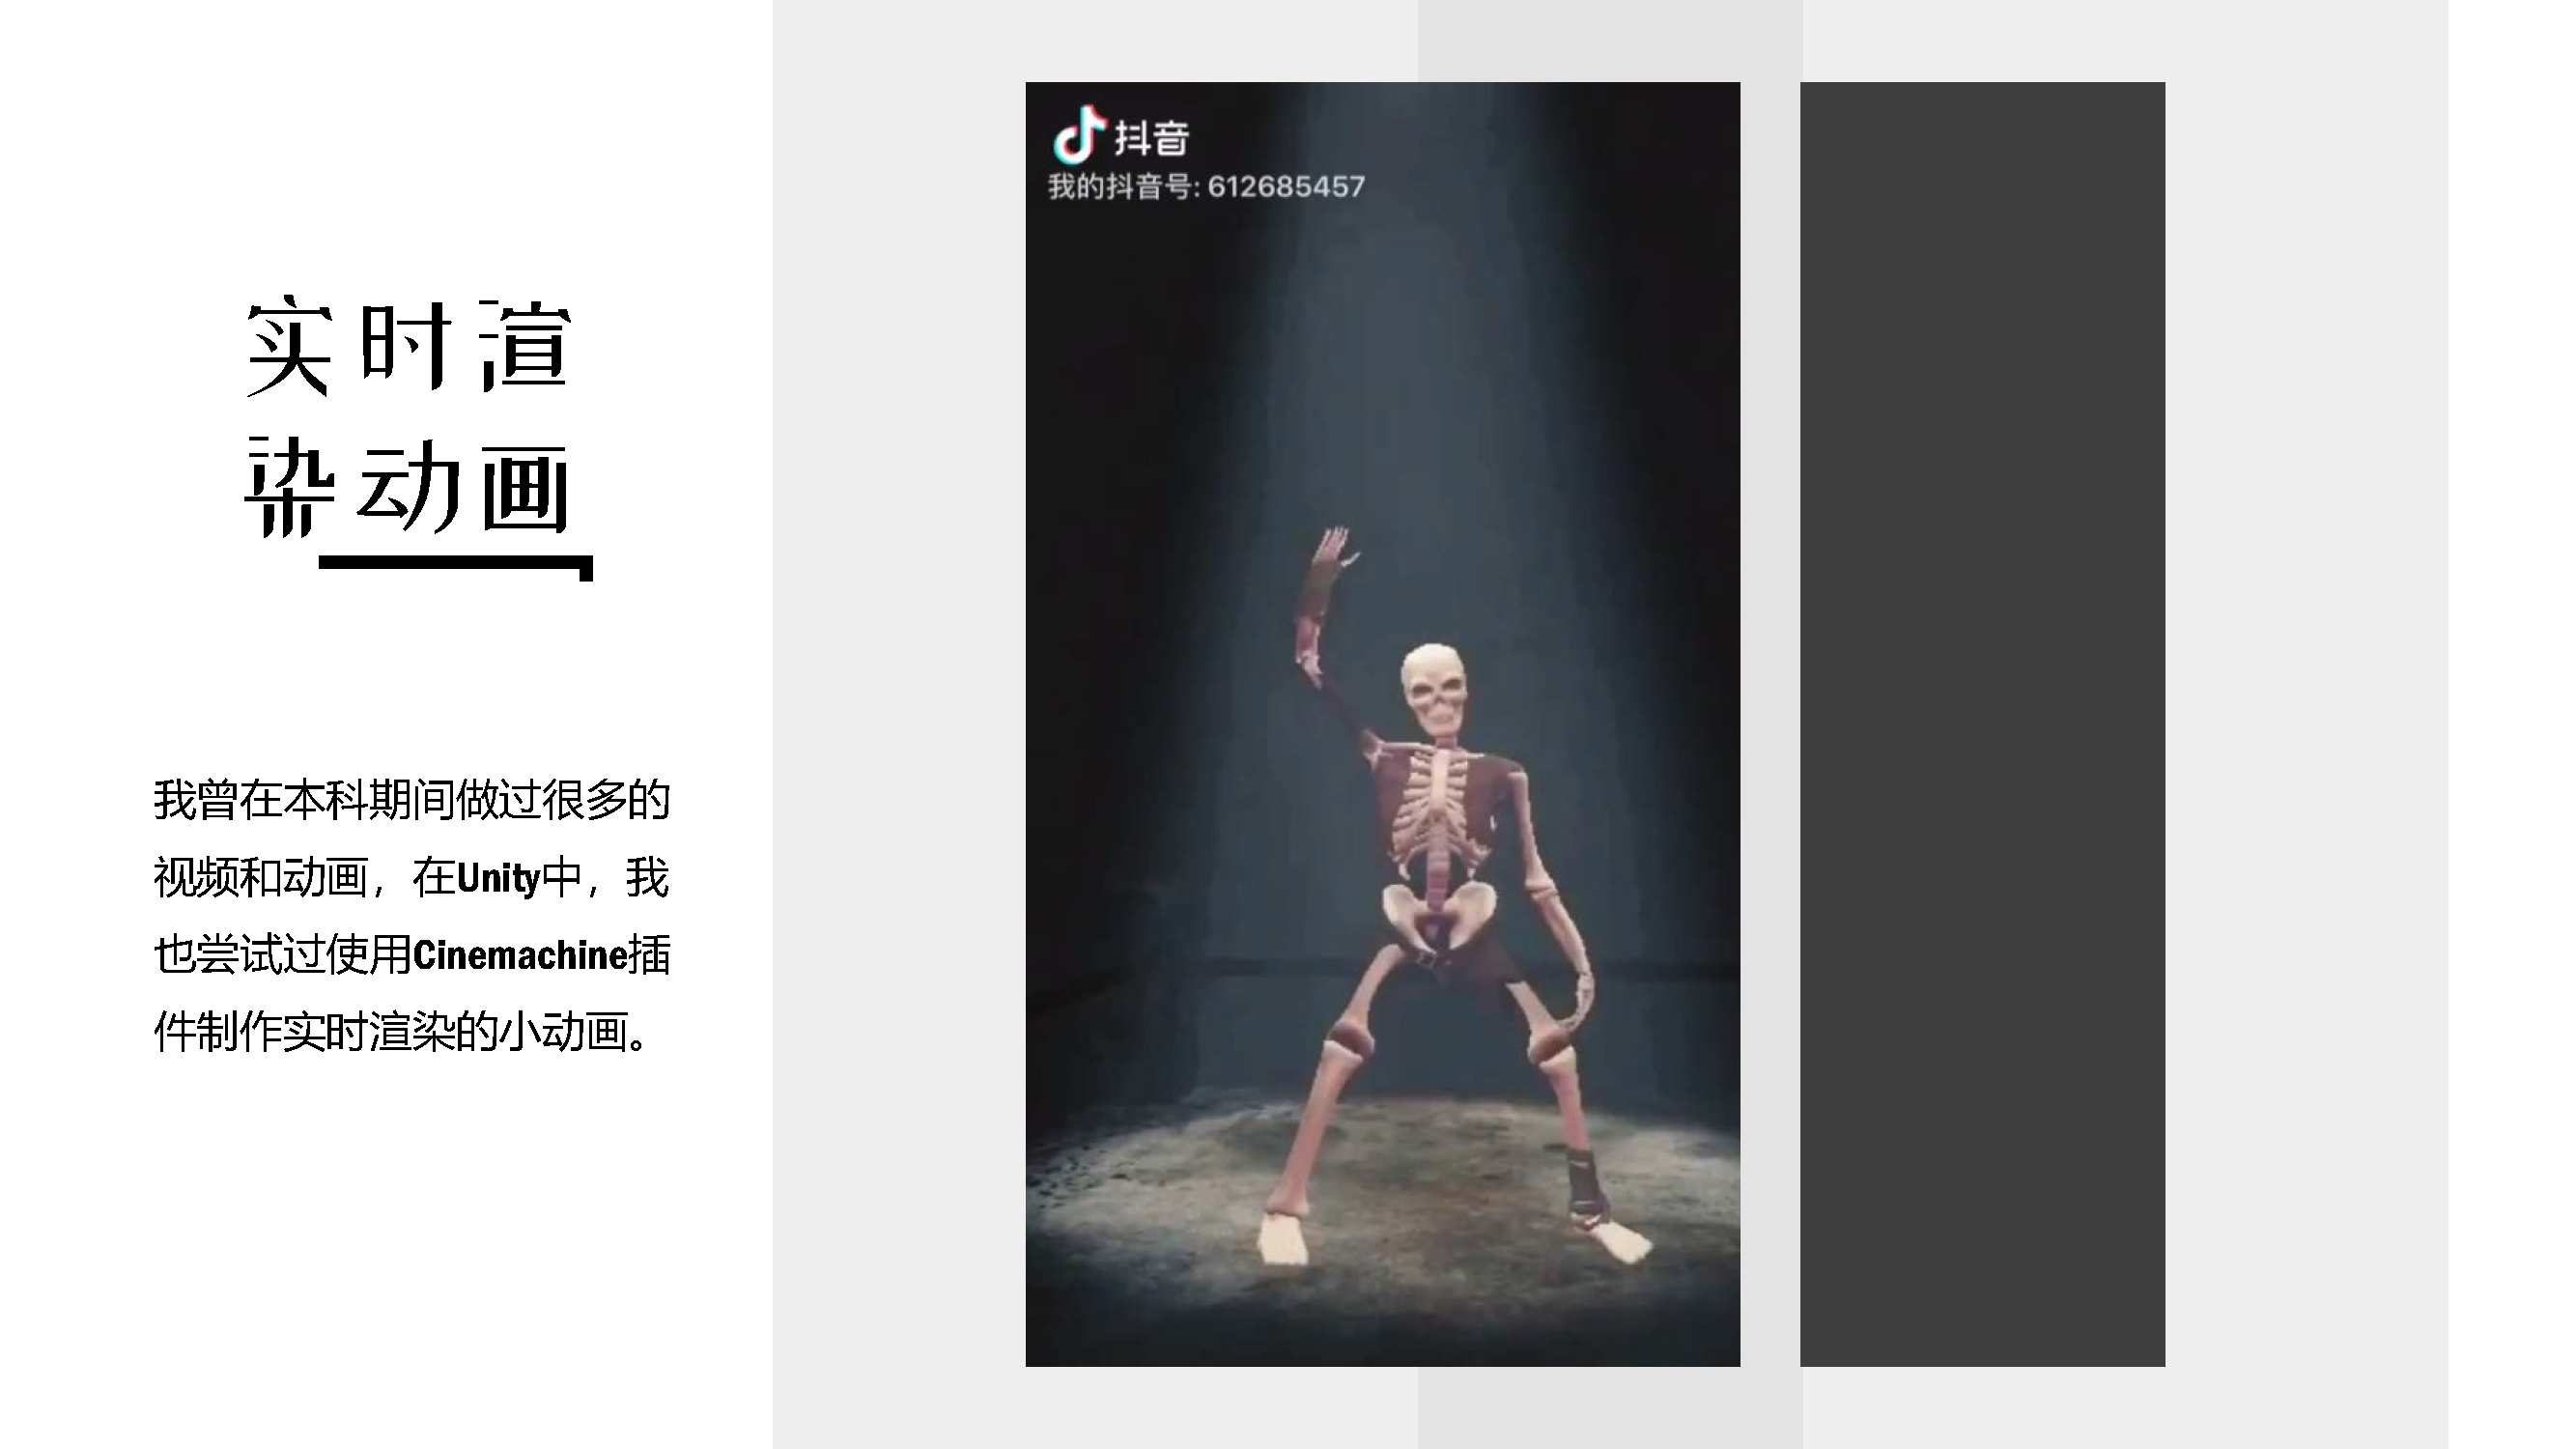 实时渲
染动画
我曾在本科期间做过很多的
视频和动画，在Unity中，我
也尝试过使用Cinemachine插
件制作实时渲染的小动画。
抖音
我的抖音号: 612685457